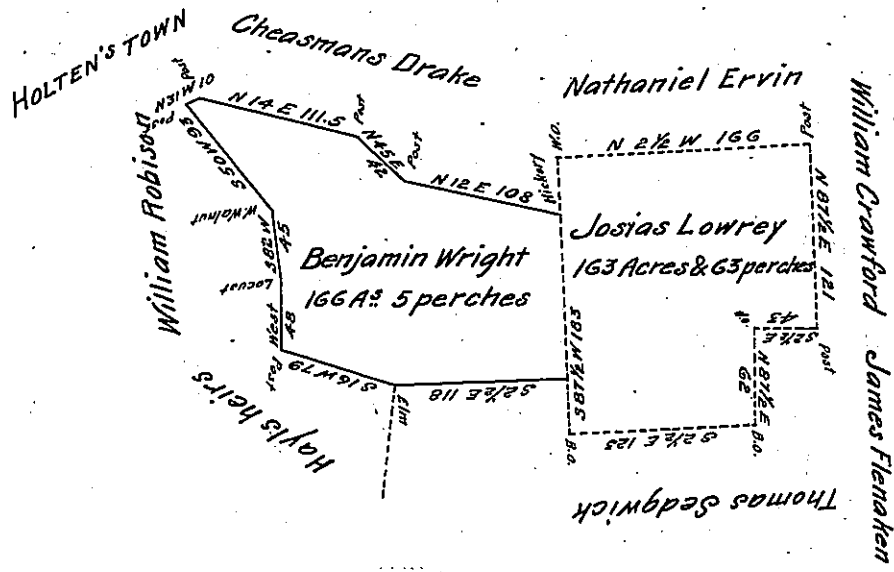 HOLTEN'S TOWN
Cheasmans Drake
Nathaniel Ervin
William Crawford
James Flenaken
Thomas Sedgwick
Hayls heirs
William Robison
Post
Post
N 14 E 111.5
Post
N 45 E
42
Post
N 12 E 108
Hickory
W.O.
N 2½ W 166
Post
N 87½ E 121
Post
S 2½ E
43
N 87½ E
62
B.O.
S 2½ E 123
B.O.
S 87½ W 183
S 2½ E 118
Elm
S 16 W 79
Post
West
48
Locust
S 82 W
45
W. Walnut
S 50 W 93
Benjamin Wright
166 As. 5 perches
Josias Lowrey
163 Acres & 63 perches